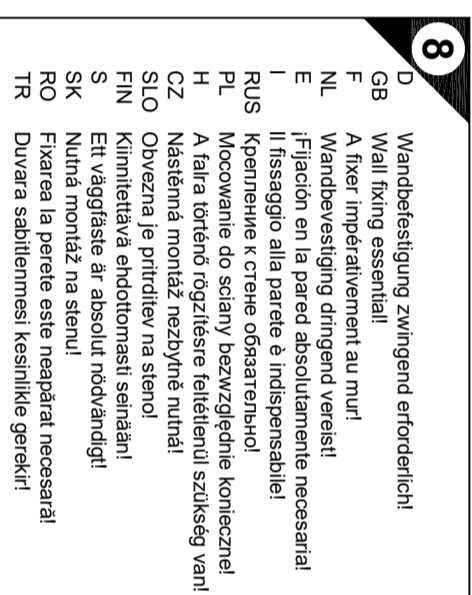 8
D Wandbefestigung zwingend erforderlich!
GB Wall fixing essential!
F A fixer impérativement au mur!
NL Wandbevestiging dringend vereist!
E ¡Fijación en la pared absolutamente necesaria!
I Il fissaggio alla parete è indispensabile!
RUS Крепление к стене обязательно!
PL Mocowanie do sciany bezwzględnie konieczne!
H A falra történő rögzítésre feltétlenül szükség van!
CZ Nástěnná montáž nezbytně nutná!
SLO Obvezna je pritrditev na steno!
FIN Kiinnitettävä ehdottomasti seinään!
S Ett väggfäste är absolut nödvändigt!
SK Nutná montáž na stenu!
RO Fixarea la perete este neapărat necesară!
TR Duvara sabitlenmesi kesinlikle gerekir!